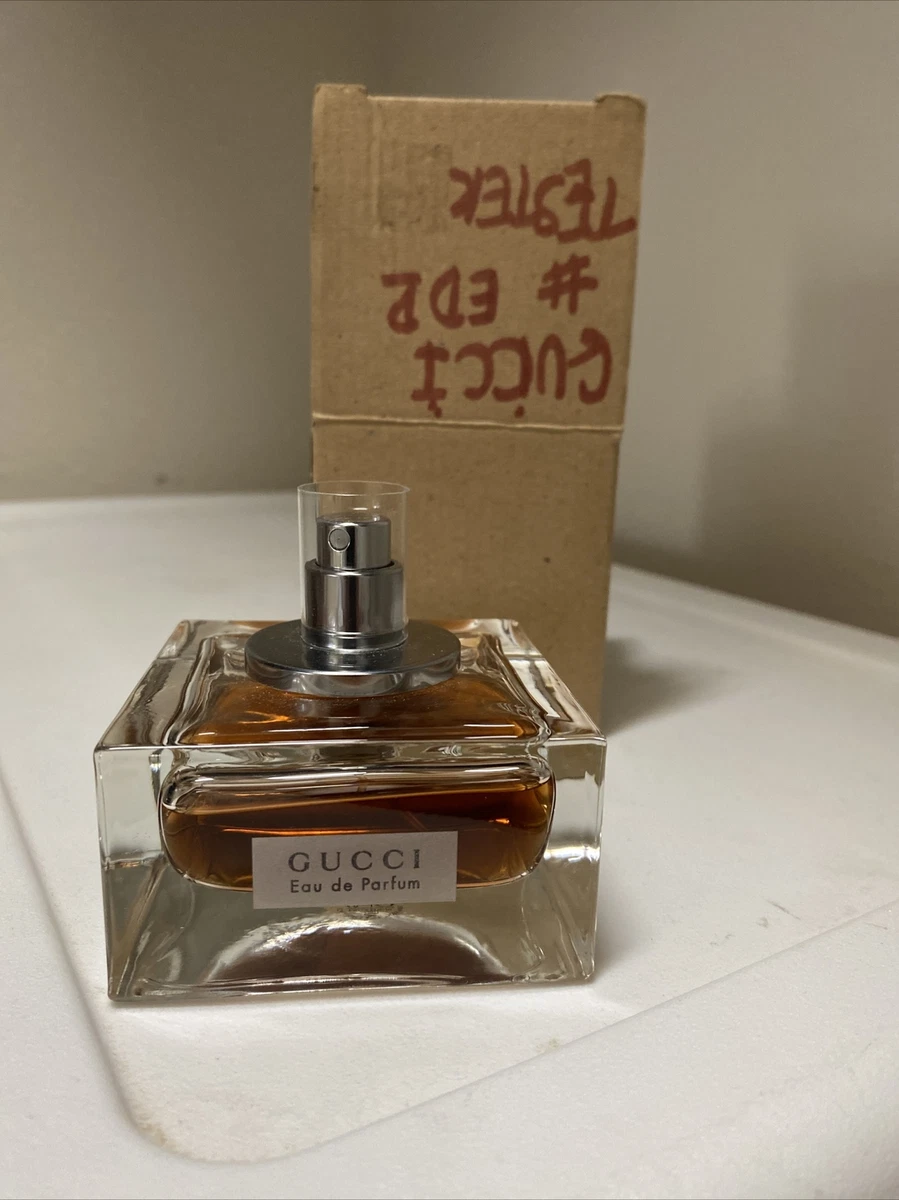 GUCCI
# EDP
TESTER
GUCCI
Eau de Parfum